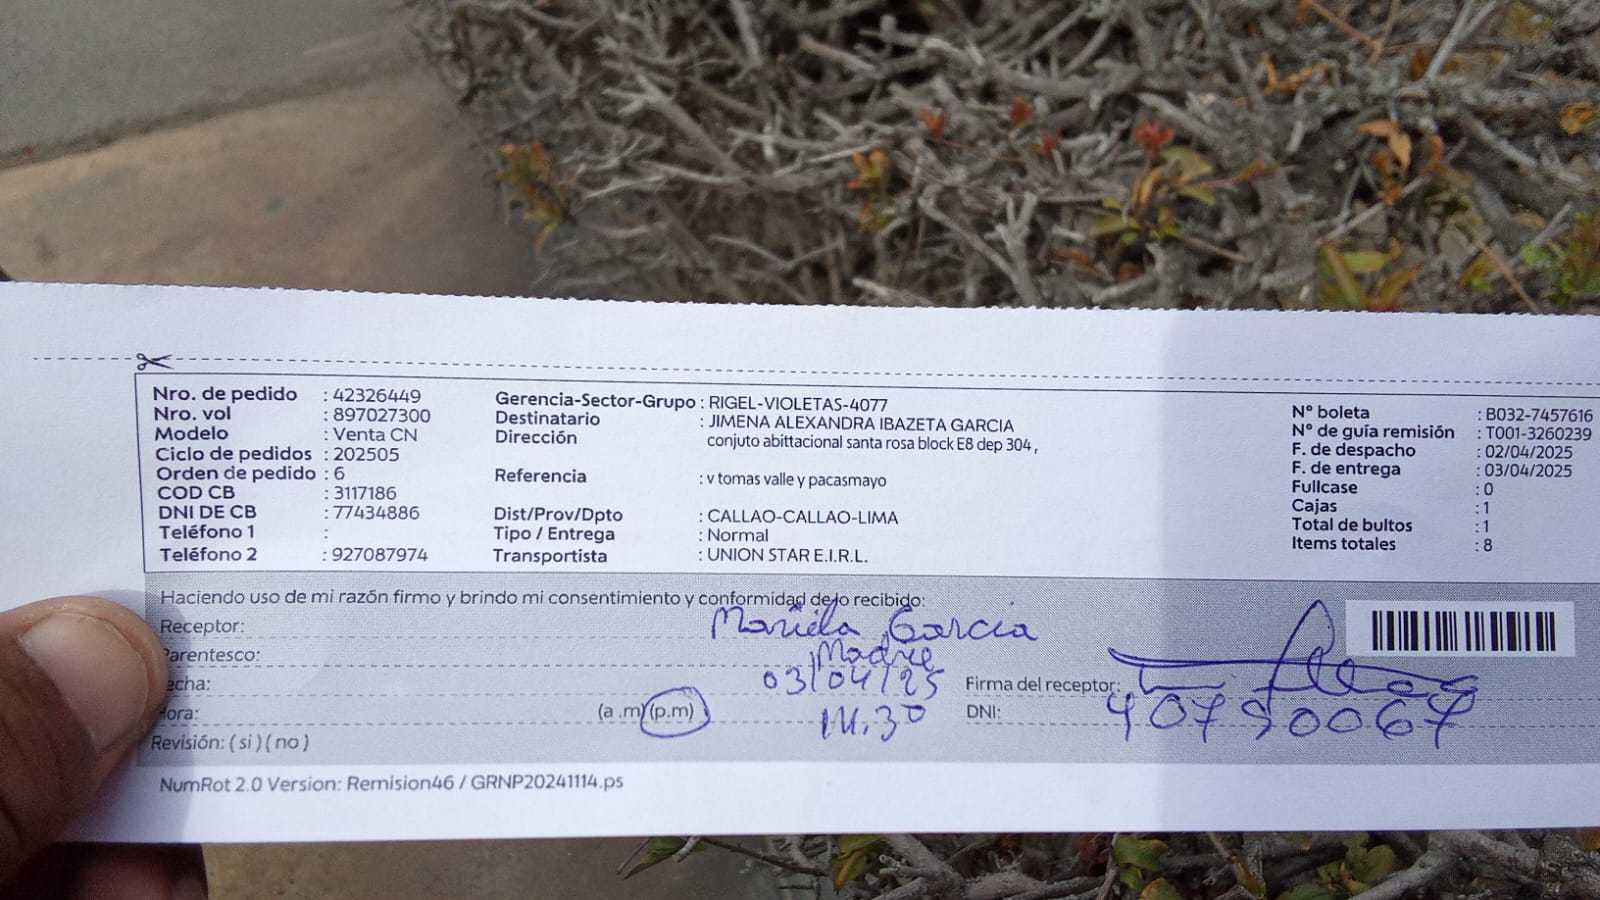 Nro. de pedido : 42326449
Nro. vol : 897027300
Modelo : Venta CN
Ciclo de pedidos : 202505
Orden de pedido : 6
COD CB : 3117186
DNI DE CB : 77434886
Teléfono 1 :
Teléfono 2 : 927087974
Gerencia-Sector-Grupo : RIGEL-VIOLETAS-4077
Destinatario : JIMENA ALEXANDRA IBAZETA GARCIA
Dirección conjuto abittacional santa rosa block E8 dep 304 ,
Referencia : v tomas valle y pacasmayo
Dist/Prov/Dpto : CALLAO-CALLAO-LIMA
Tipo / Entrega : Normal
Transportista : UNION STAR E.I.R.L.
N° boleta : B032-7457616
N° de guía remisión : T001-3260239
F. de despacho : 02/04/2025
F. de entrega : 03/04/2025
Fullcase : 0
Cajas : 1
Total de bultos : 1
Items totales : 8
Haciendo uso de mi razón firmo y brindo mi consentimiento y conformidad de lo recibido:
Receptor: Mariela Garcia
Parentesco: Madre
echa: 03/04/25 Firma del receptor:
Hora: (a .m) (p.m) 14.30 DNI: 40790067
Revisión: ( si ) ( no )
NumRot 2.0 Version: Remision46 / GRNP20241114.ps